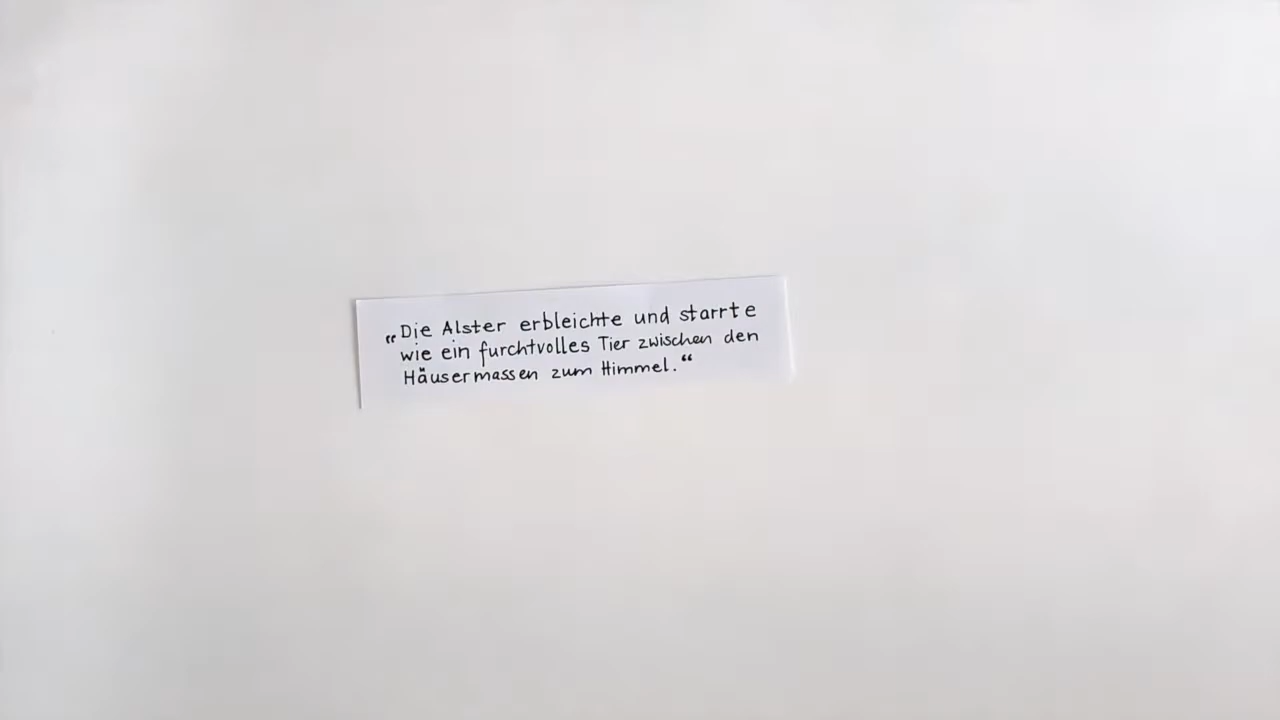 „Die Alster erbleichte und starrte
wie ein furchtvolles Tier zwischen den
Häusermassen zum Himmel.“